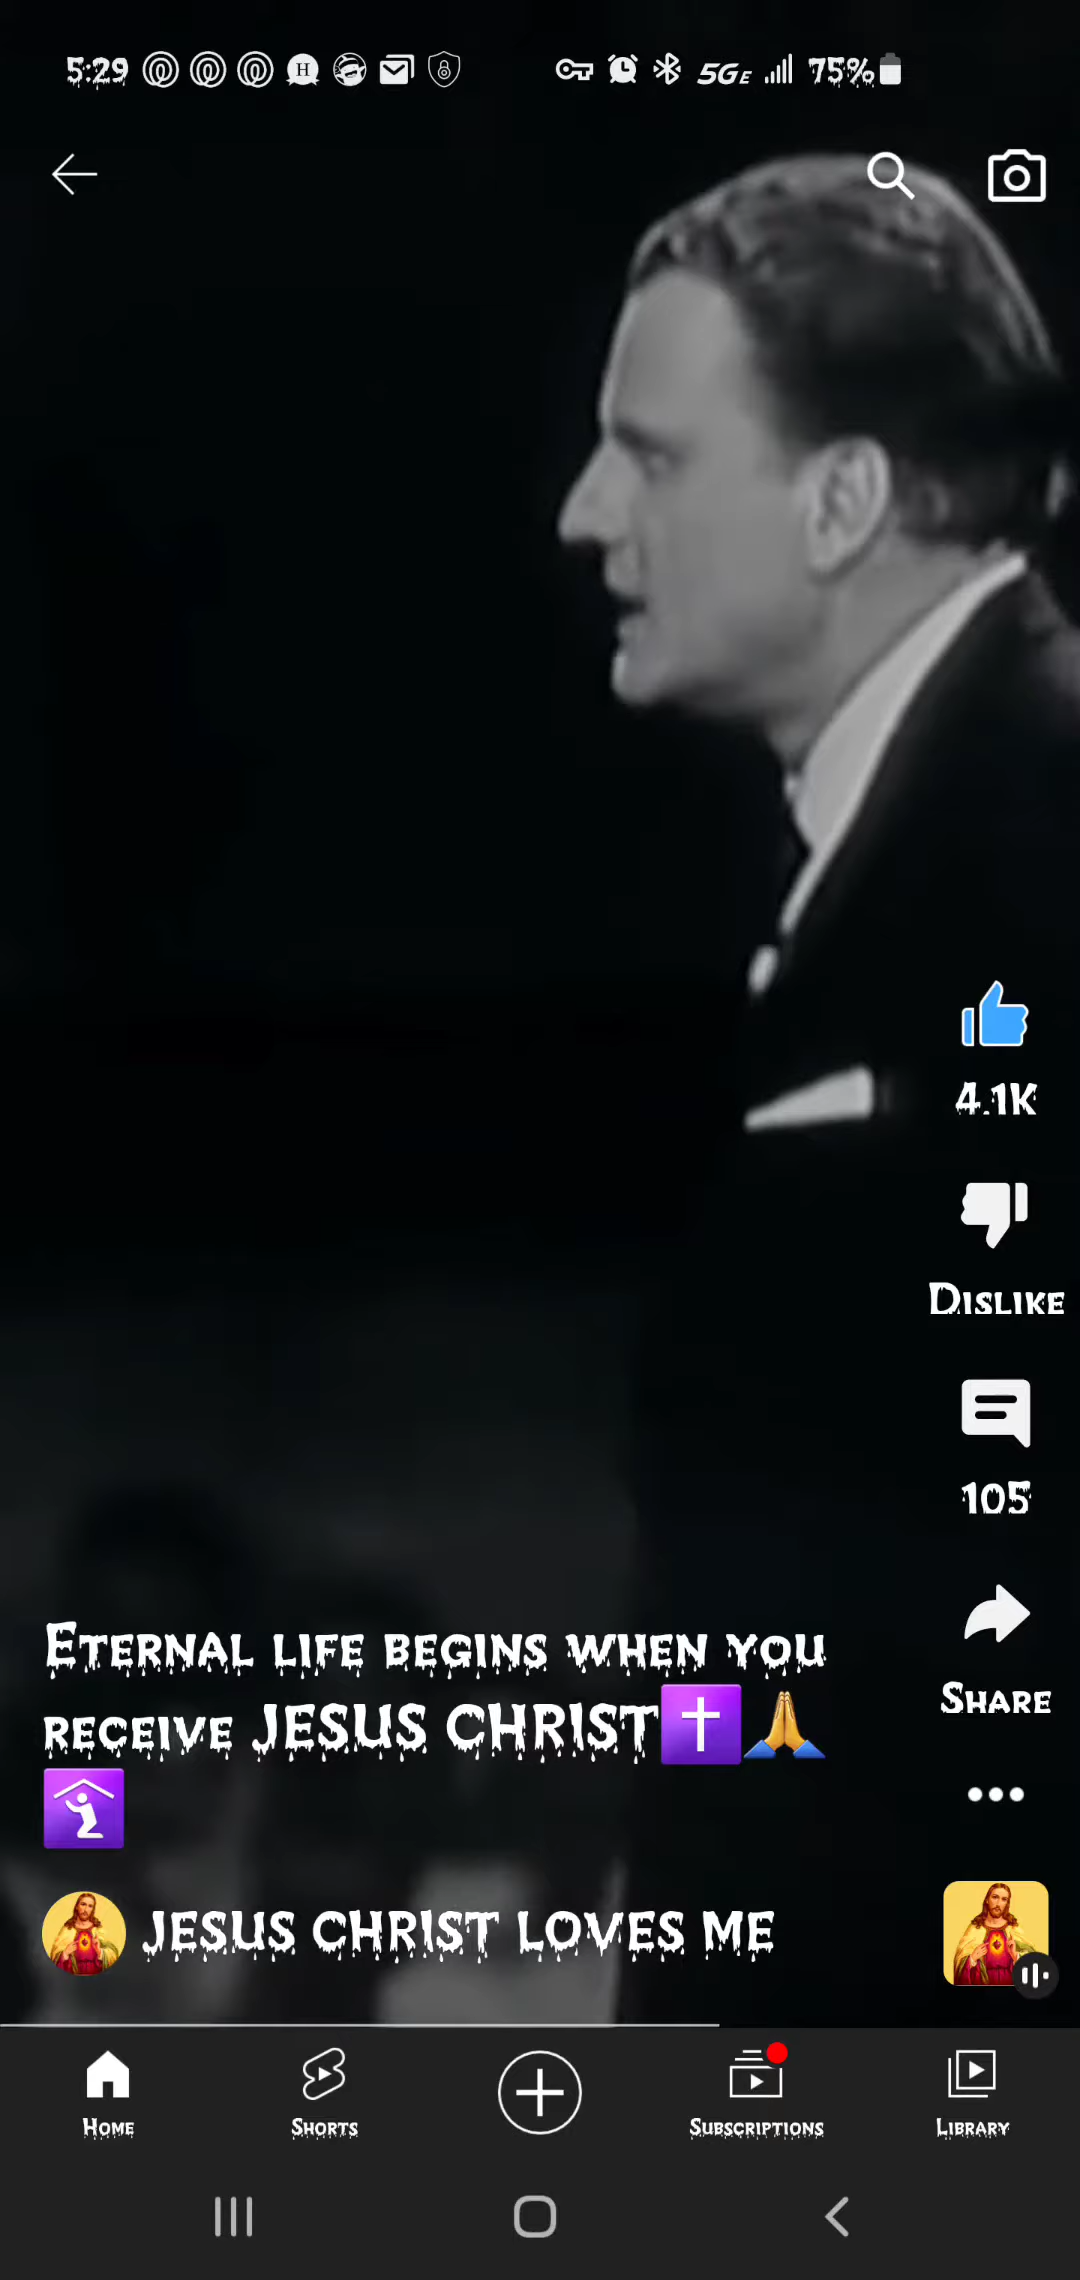 5:29 H 5GE 75%
4.1K
Dislike
105
Share
Eternal life begins when you
receive JESUS CHRIST✝️🙏
🛐
JESUS CHRIST LOVES ME
Home Shorts Subscriptions Library